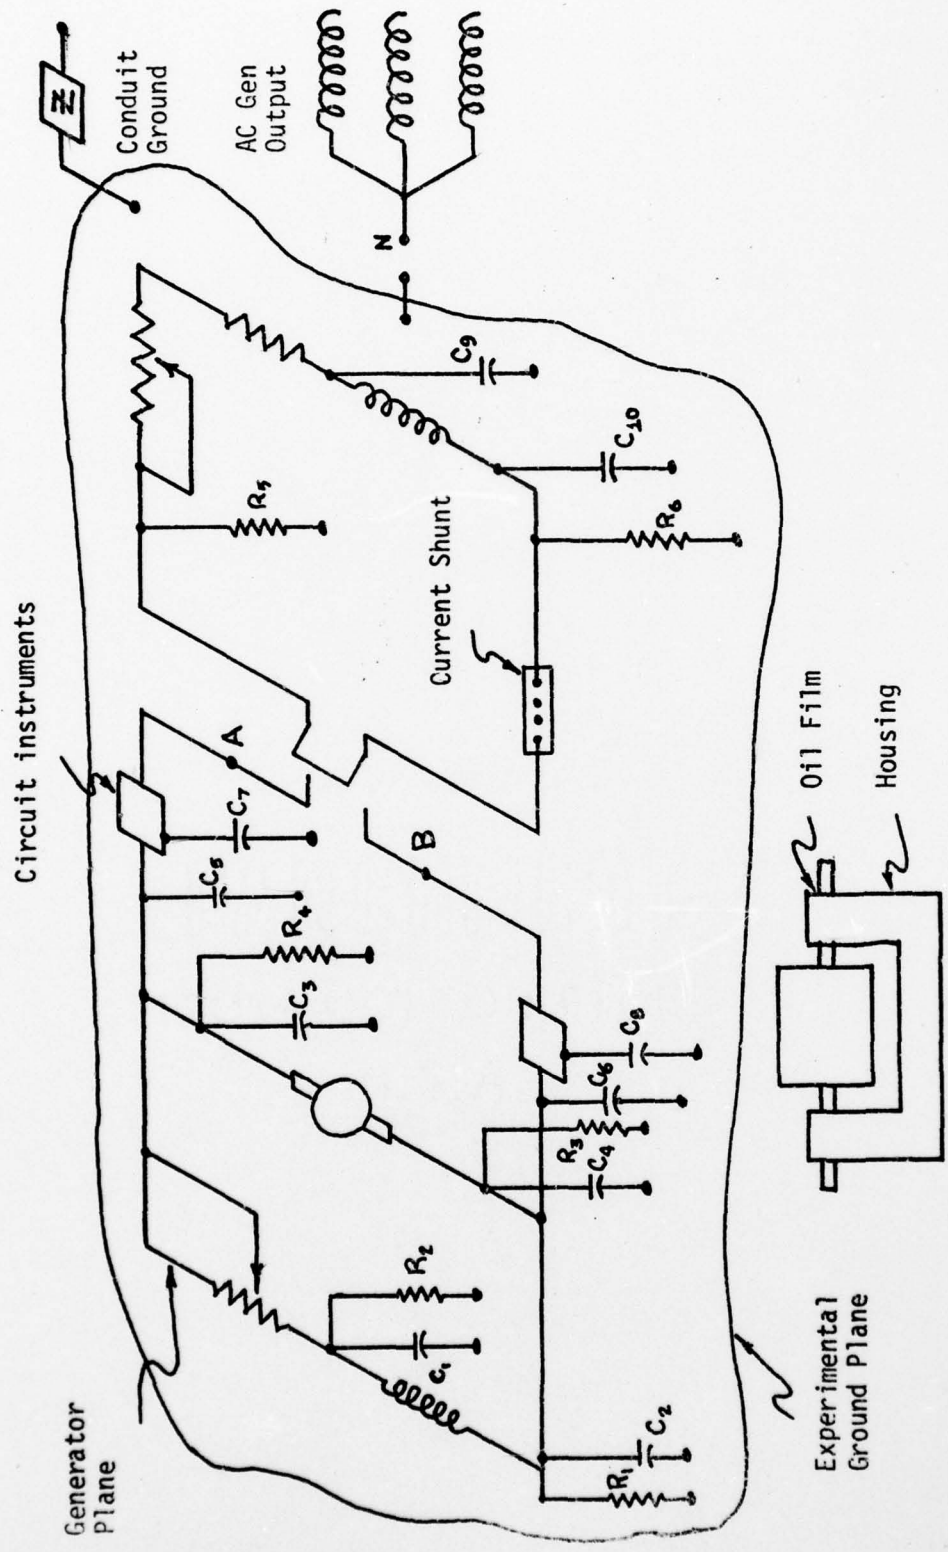 Circuit instruments
Generator
Plane
Conduit
Ground
Z
AC Gen
Output
N
A
B
C5
C7
R4
C3
R5
C9
C10
R6
Current Shunt
R2
C1
C8
C6
R3
C4
C2
R1
Experimental
Ground Plane
Oil Film
Housing